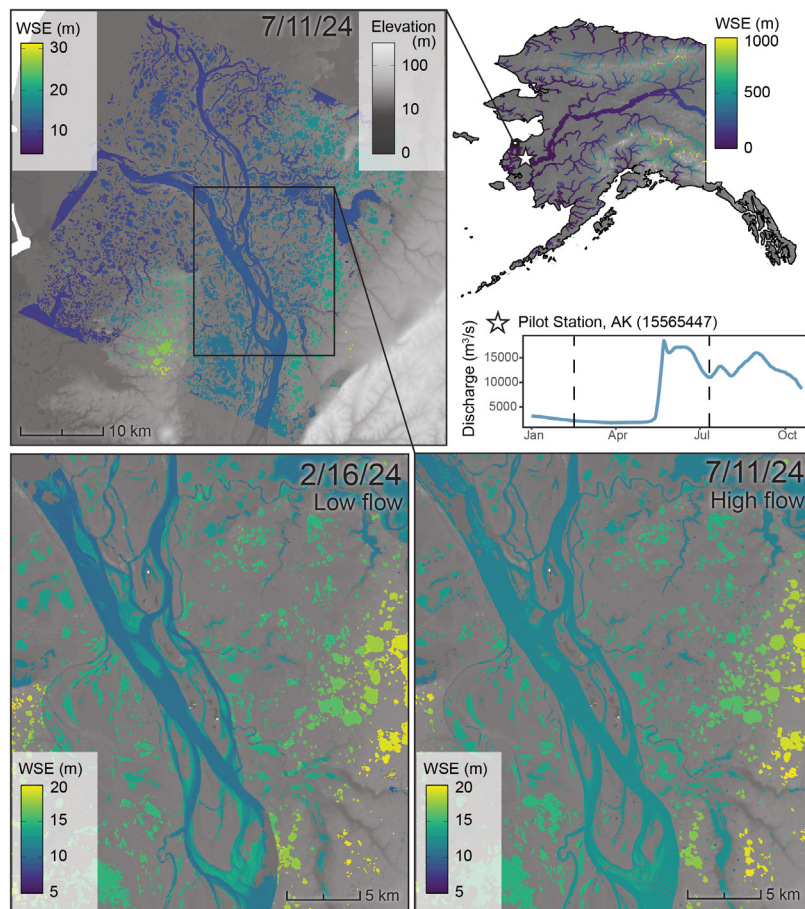 WSE (m)
30
20
10
7/11/24
Elevation
(m)
100
10
0
10 km
WSE (m)
1000
500
0
Pilot Station, AK (15565447)
Discharge (m³/s)
15000
10000
5000
Jan
Apr
Jul
Oct
2/16/24
Low flow
WSE (m)
20
15
10
5
5 km
7/11/24
High flow
WSE (m)
20
15
10
5
5 km